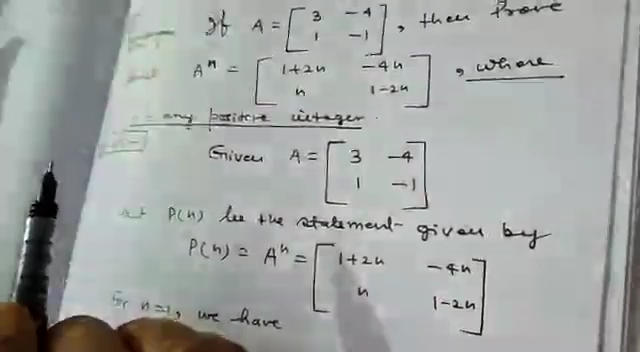 If A = [ 3 -4
1 -1 ], then Prove
A^n = [ 1+2n -4n
n 1-2n ], where
any positive integer.
Given A = [ 3 -4
1 -1 ]
P(n) be the statement given by
P(n) = A^n = [ 1+2n -4n
n 1-2n ]
For n=1, we have